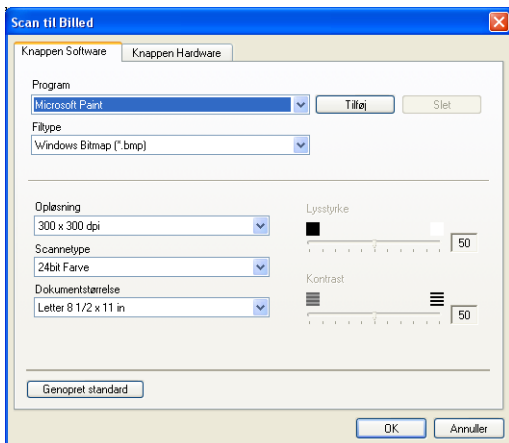 Scan til Billed
Knappen Software Knappen Hardware
Program
Microsoft Paint Tilføj Slet
Filtype
Windows Bitmap (*.bmp)
Opløsning Lysstyrke
300 x 300 dpi
50
Scannetype
24bit Farve
Kontrast
Dokumentstørrelse
Letter 8 1/2 x 11 in
50
Genopret standard
OK Annuller